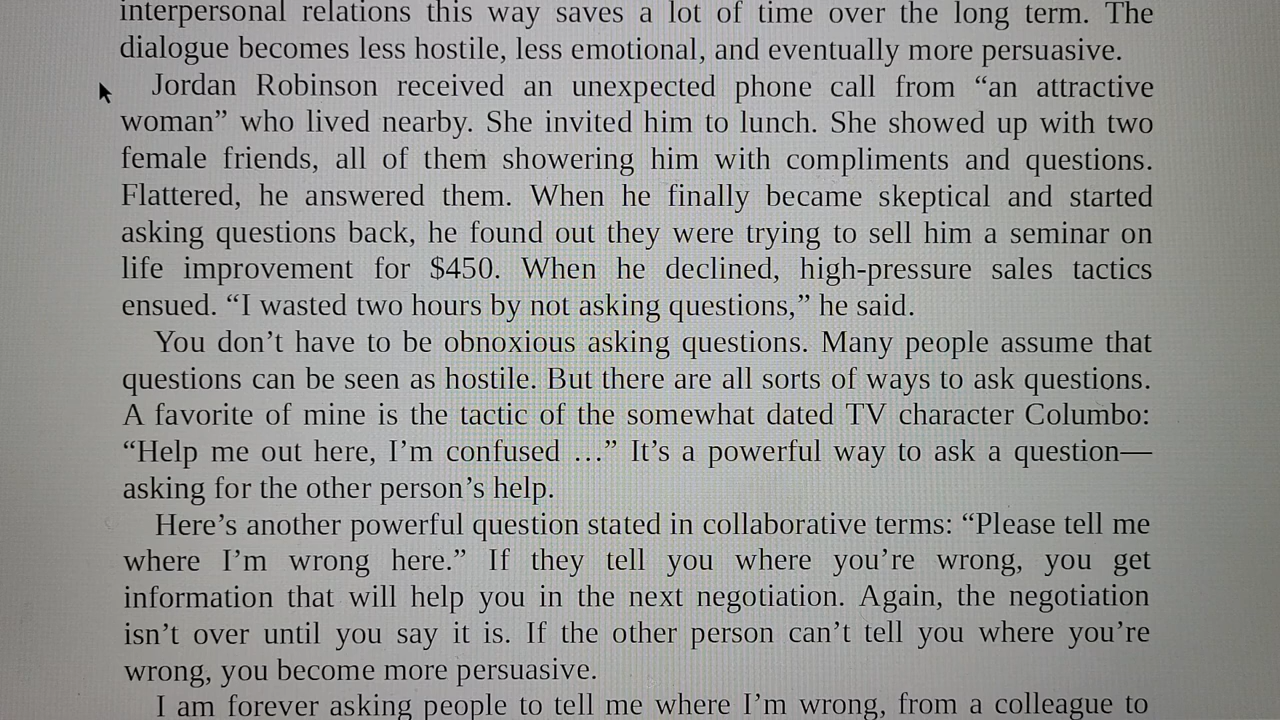 interpersonal relations this way saves a lot of time over the long term. The
dialogue becomes less hostile, less emotional, and eventually more persuasive.
Jordan Robinson received an unexpected phone call from “an attractive
woman” who lived nearby. She invited him to lunch. She showed up with two
female friends, all of them showering him with compliments and questions.
Flattered, he answered them. When he finally became skeptical and started
asking questions back, he found out they were trying to sell him a seminar on
life improvement for $450. When he declined, high-pressure sales tactics
ensued. “I wasted two hours by not asking questions,” he said.
You don’t have to be obnoxious asking questions. Many people assume that
questions can be seen as hostile. But there are all sorts of ways to ask questions.
A favorite of mine is the tactic of the somewhat dated TV character Columbo:
“Help me out here, I’m confused …” It’s a powerful way to ask a question—
asking for the other person’s help.
Here’s another powerful question stated in collaborative terms: “Please tell me
where I’m wrong here.” If they tell you where you’re wrong, you get
information that will help you in the next negotiation. Again, the negotiation
isn’t over until you say it is. If the other person can’t tell you where you’re
wrong, you become more persuasive.
I am forever asking people to tell me where I’m wrong, from a colleague to